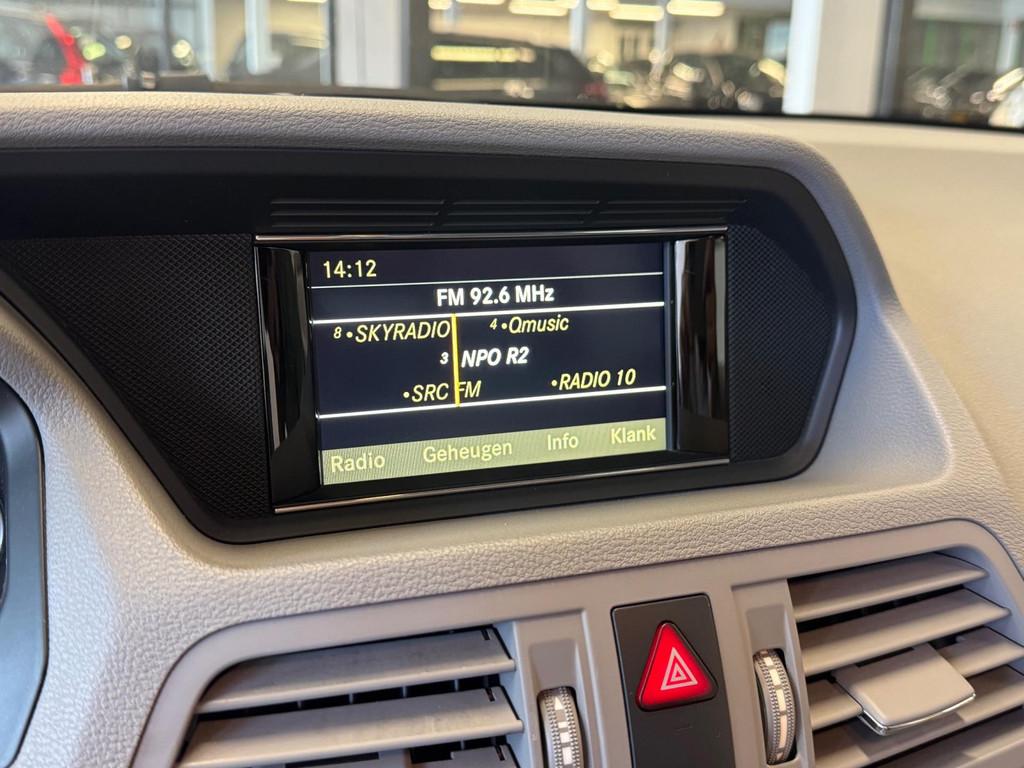 14:12
FM 92.6 MHz
8 •SKYRADIO 4 •Qmusic
3 NPO R2
•SRC FM •RADIO 10
Radio Geheugen Info Klank